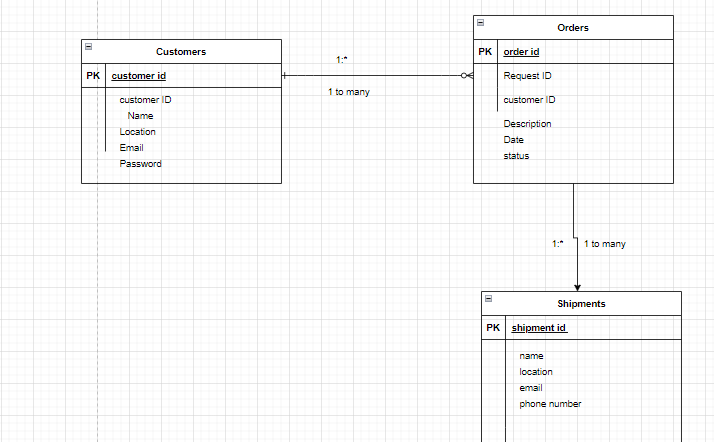 Customers
PK customer id
customer ID
Name
Location
Email
Password
1:*
1 to many
Orders
PK order id
Request ID
customer ID
Description
Date
status
1:* 1 to many
Shipments
PK shipment id
name
location
email
phone number